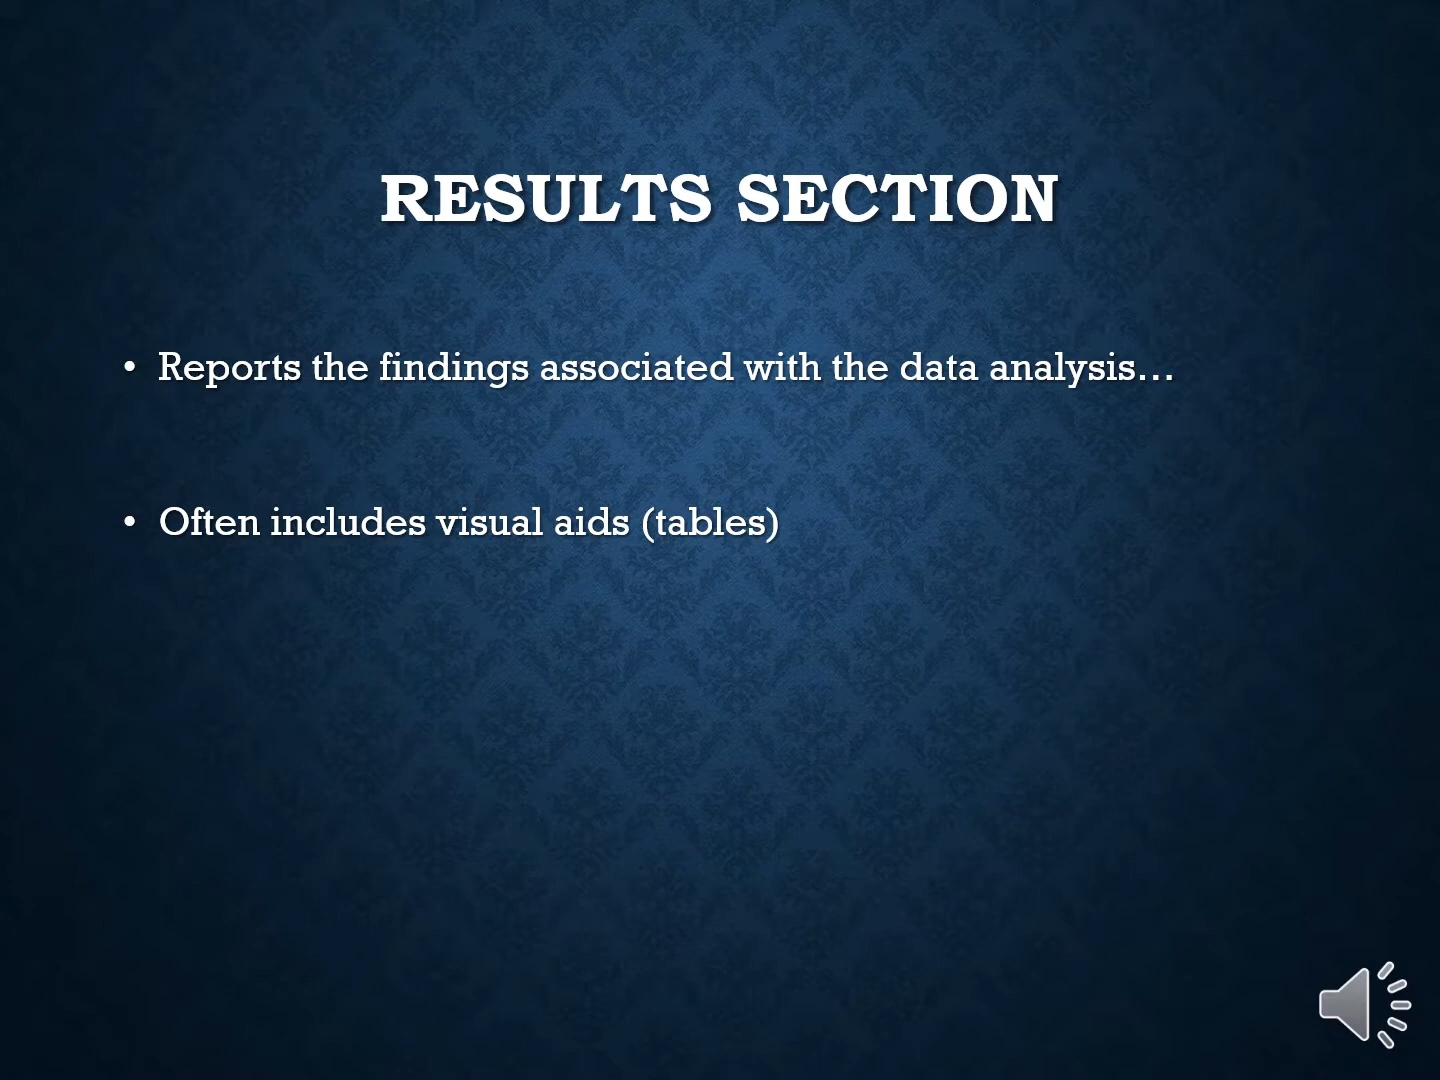 RESULTS SECTION
• Reports the findings associated with the data analysis…
• Often includes visual aids (tables)